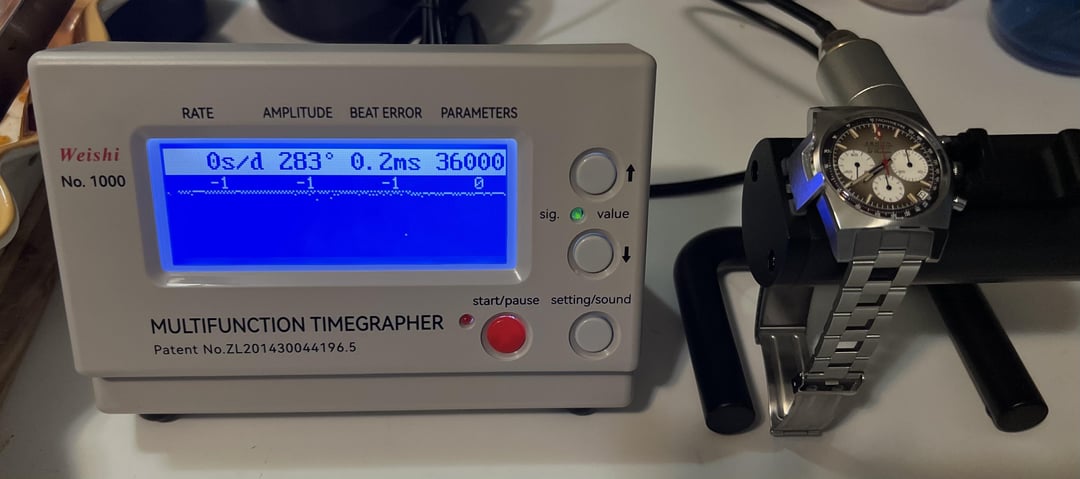 RATE AMPLITUDE BEAT ERROR PARAMETERS
Weishi
No. 1000
0s/d 283° 0.2ms 36000
-1 -1 -1 0
sig. value
start/pause setting/sound
MULTIFUNCTION TIMEGRAPHER
Patent No.ZL201430044196.5